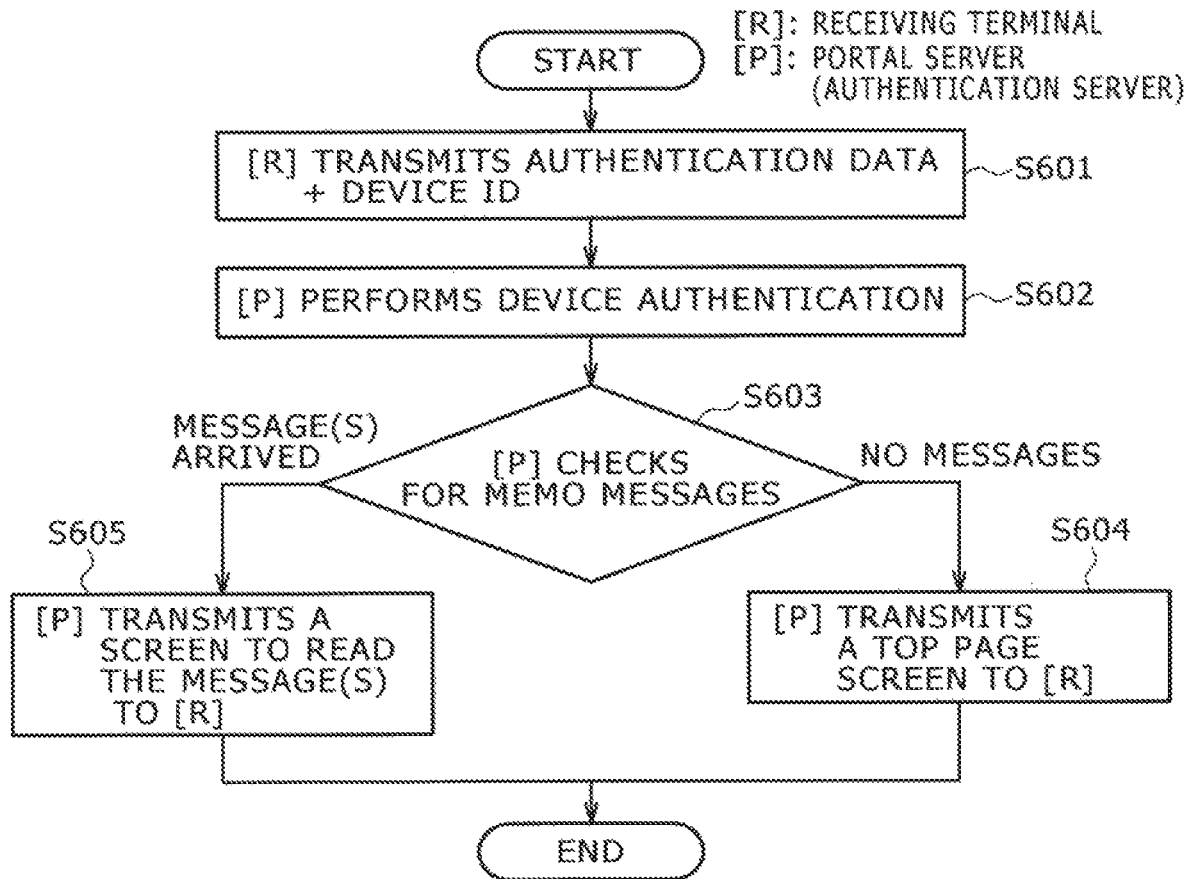 [R]: RECEIVING TERMINAL
[P]: PORTAL SERVER
(AUTHENTICATION SERVER)
START
[R] TRANSMITS AUTHENTICATION DATA
+ DEVICE ID
S601
[P] PERFORMS DEVICE AUTHENTICATION
S602
S603
MESSAGE(S)
ARRIVED
[P] CHECKS
FOR MEMO MESSAGES
NO MESSAGES
S605
[P] TRANSMITS A
SCREEN TO READ
THE MESSAGE(S)
TO [R]
S604
[P] TRANSMITS
A TOP PAGE
SCREEN TO [R]
END